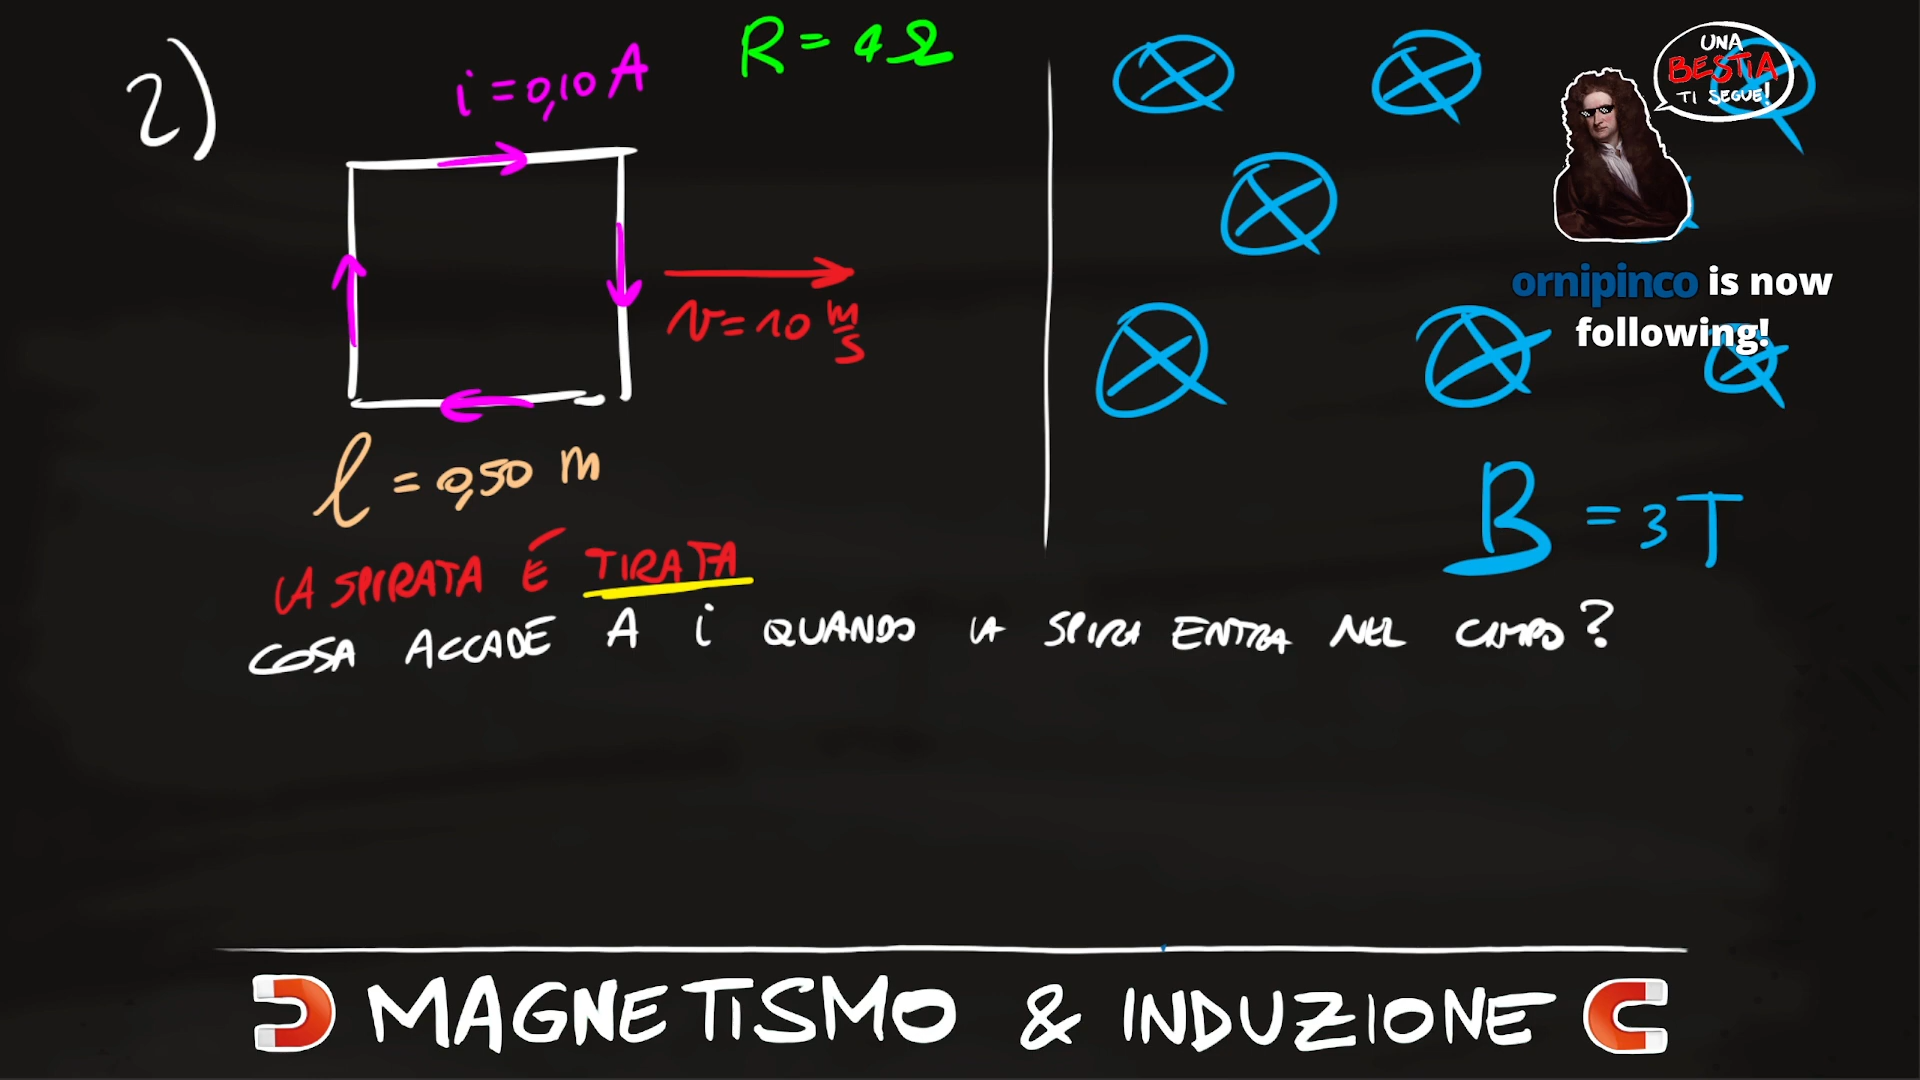 2)
i = 0,10 A
R = 4 Ω
UNA
BESTIA
TI SEGUE!
ornipinco is now
following!
v = 10 m/s
l = 0,50 m
B = 3 T
LA SPIRATA É TIRATA
COSA ACCADE A i QUANDO LA SPIRA ENTRA NEL CAMPO?
MAGNETISMO & INDUZIONE